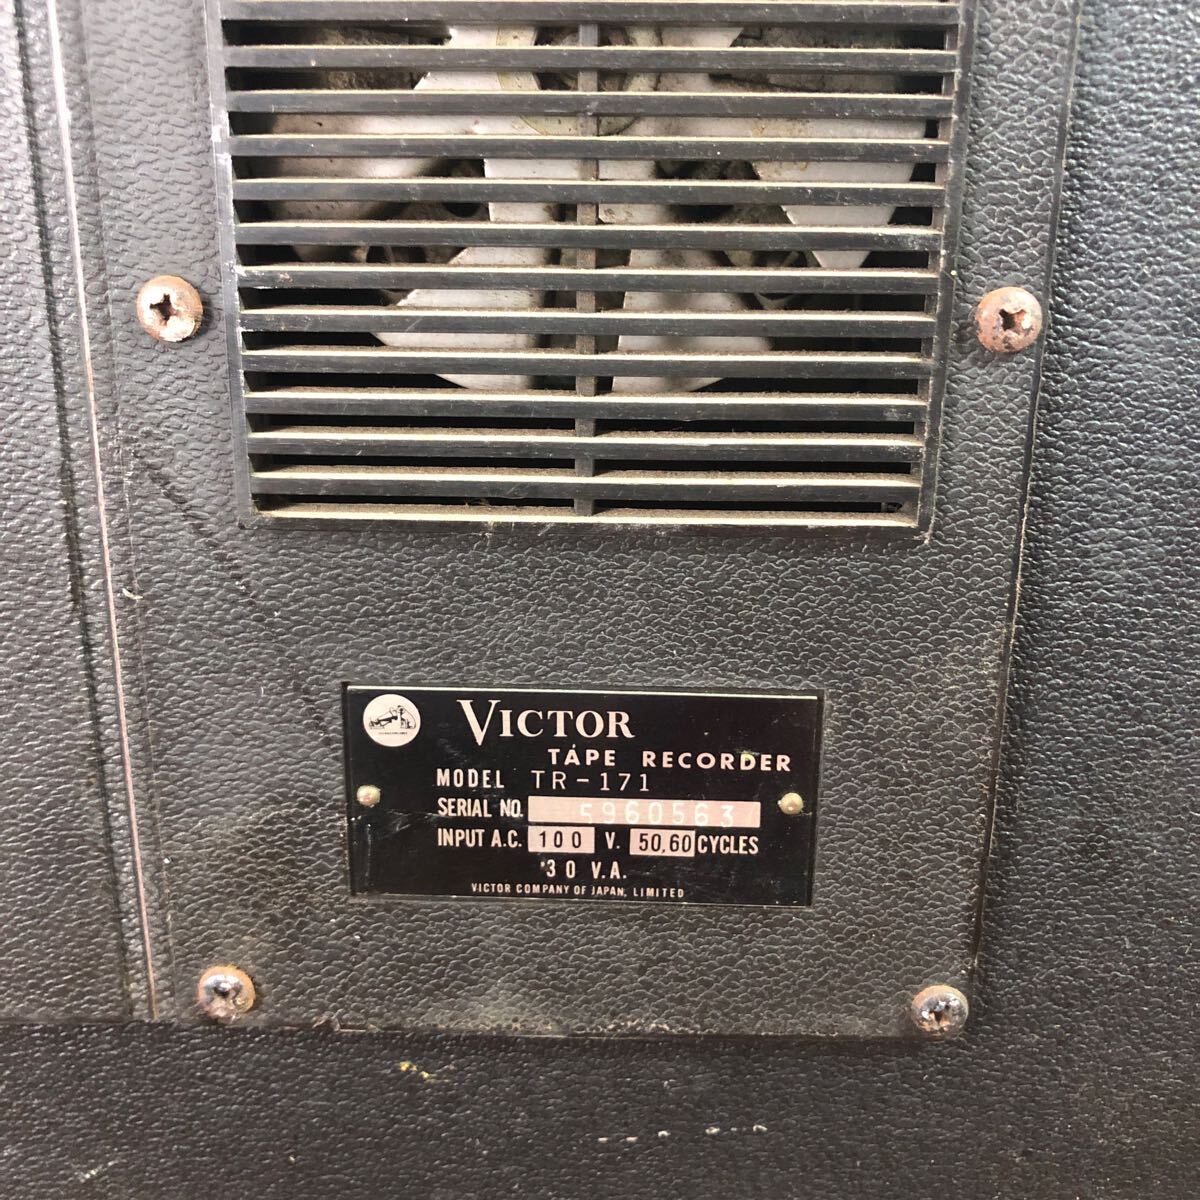 VICTOR
TAPE RECORDER
MODEL TR-171
SERIAL NO. 5960563
INPUT A.C. 100 V. 50,60 CYCLES
30 V.A.
VICTOR COMPANY OF JAPAN, LIMITED